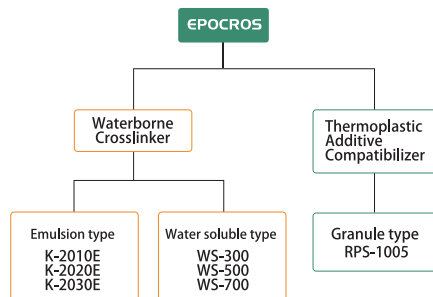 EPOCROS
Waterborne
Crosslinker
Thermoplastic
Additive
Compatibilizer
Emulsion type
K-2010E
K-2020E
K-2030E
Water soluble type
WS-300
WS-500
WS-700
Granule type
RPS-1005